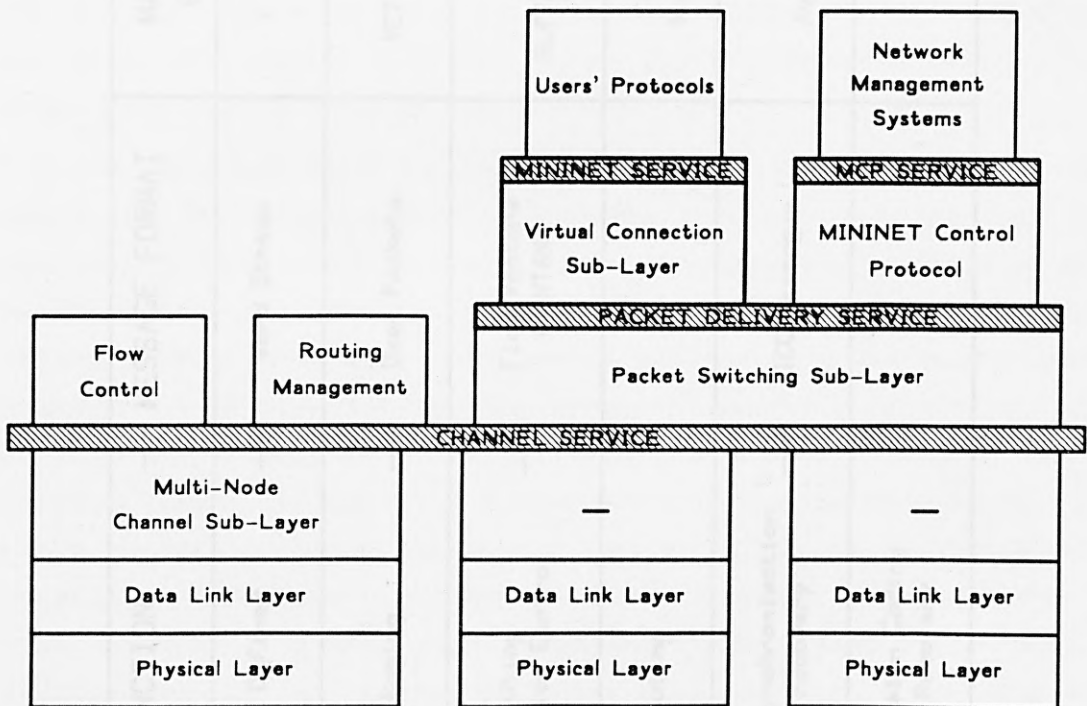 Users' Protocols
Network
Management
Systems
MININET SERVICE
MCP SERVICE
Virtual Connection
Sub-Layer
MININET Control
Protocol
PACKET DELIVERY SERVICE
Flow
Control
Routing
Management
Packet Switching Sub-Layer
CHANNEL SERVICE
Multi-Node
Channel Sub-Layer
—
—
Data Link Layer
Data Link Layer
Data Link Layer
Physical Layer
Physical Layer
Physical Layer